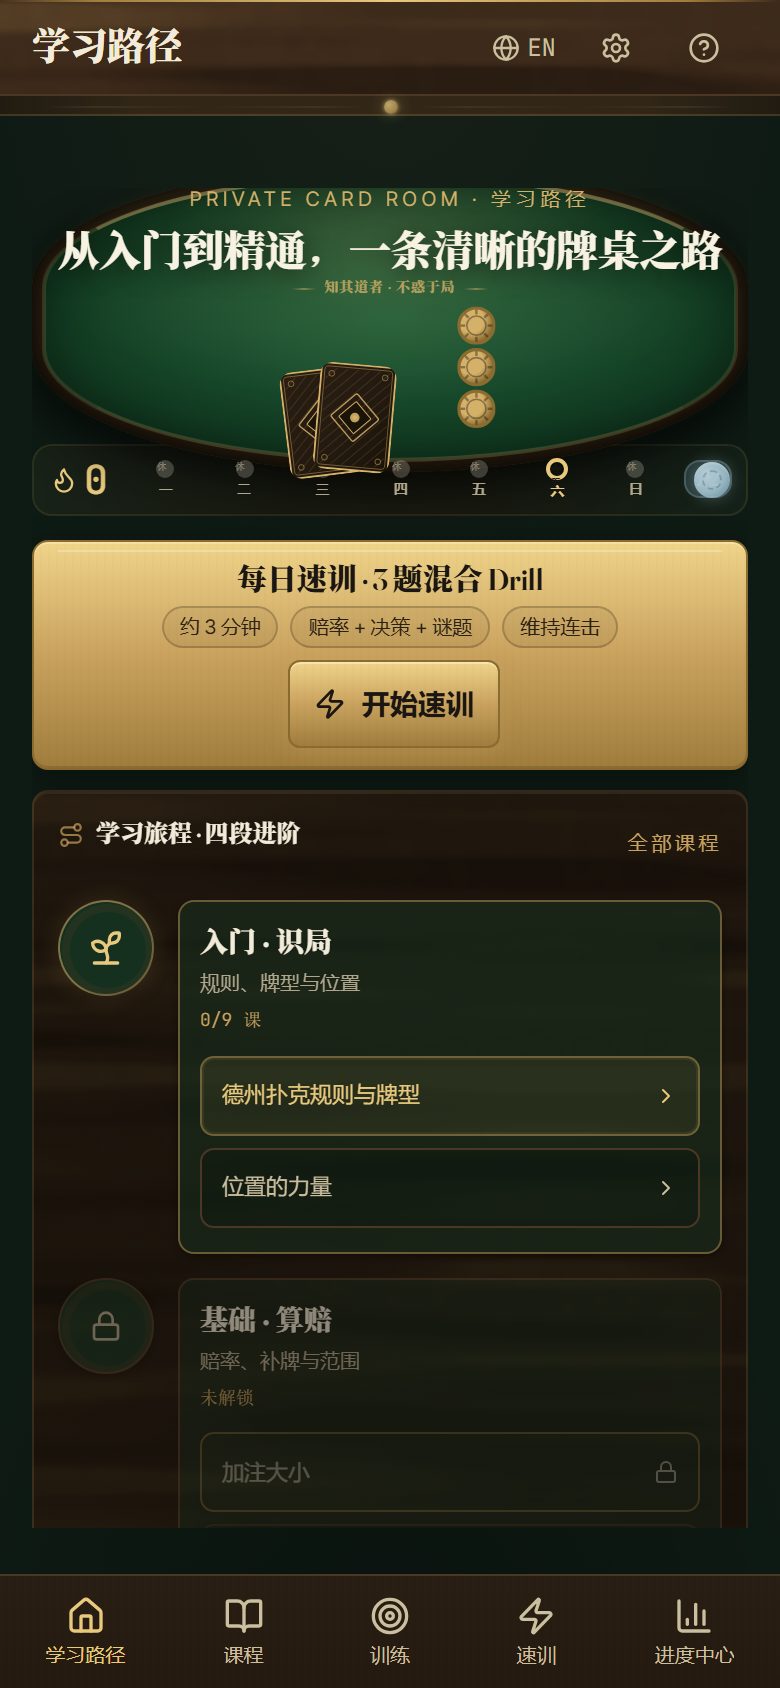 学习路径
EN
PRIVATE CARD ROOM · 学习路径
从入门到精通，一条清晰的牌桌之路
知其道者 · 不惑于局
0
休 休 休 休 休
一 二 三 四 五 六 日
每日速训 · 3 题混合 Drill
约 3 分钟
赔率 + 决策 + 谜题
维持连击
开始速训
学习旅程 · 四段进阶
全部课程
入门 · 识局
规则、牌型与位置
0/9 课
德州扑克规则与牌型
位置的力量
基础 · 算赔
赔率、补牌与范围
未解锁
加注大小
学习路径
课程
训练
速训
进度中心